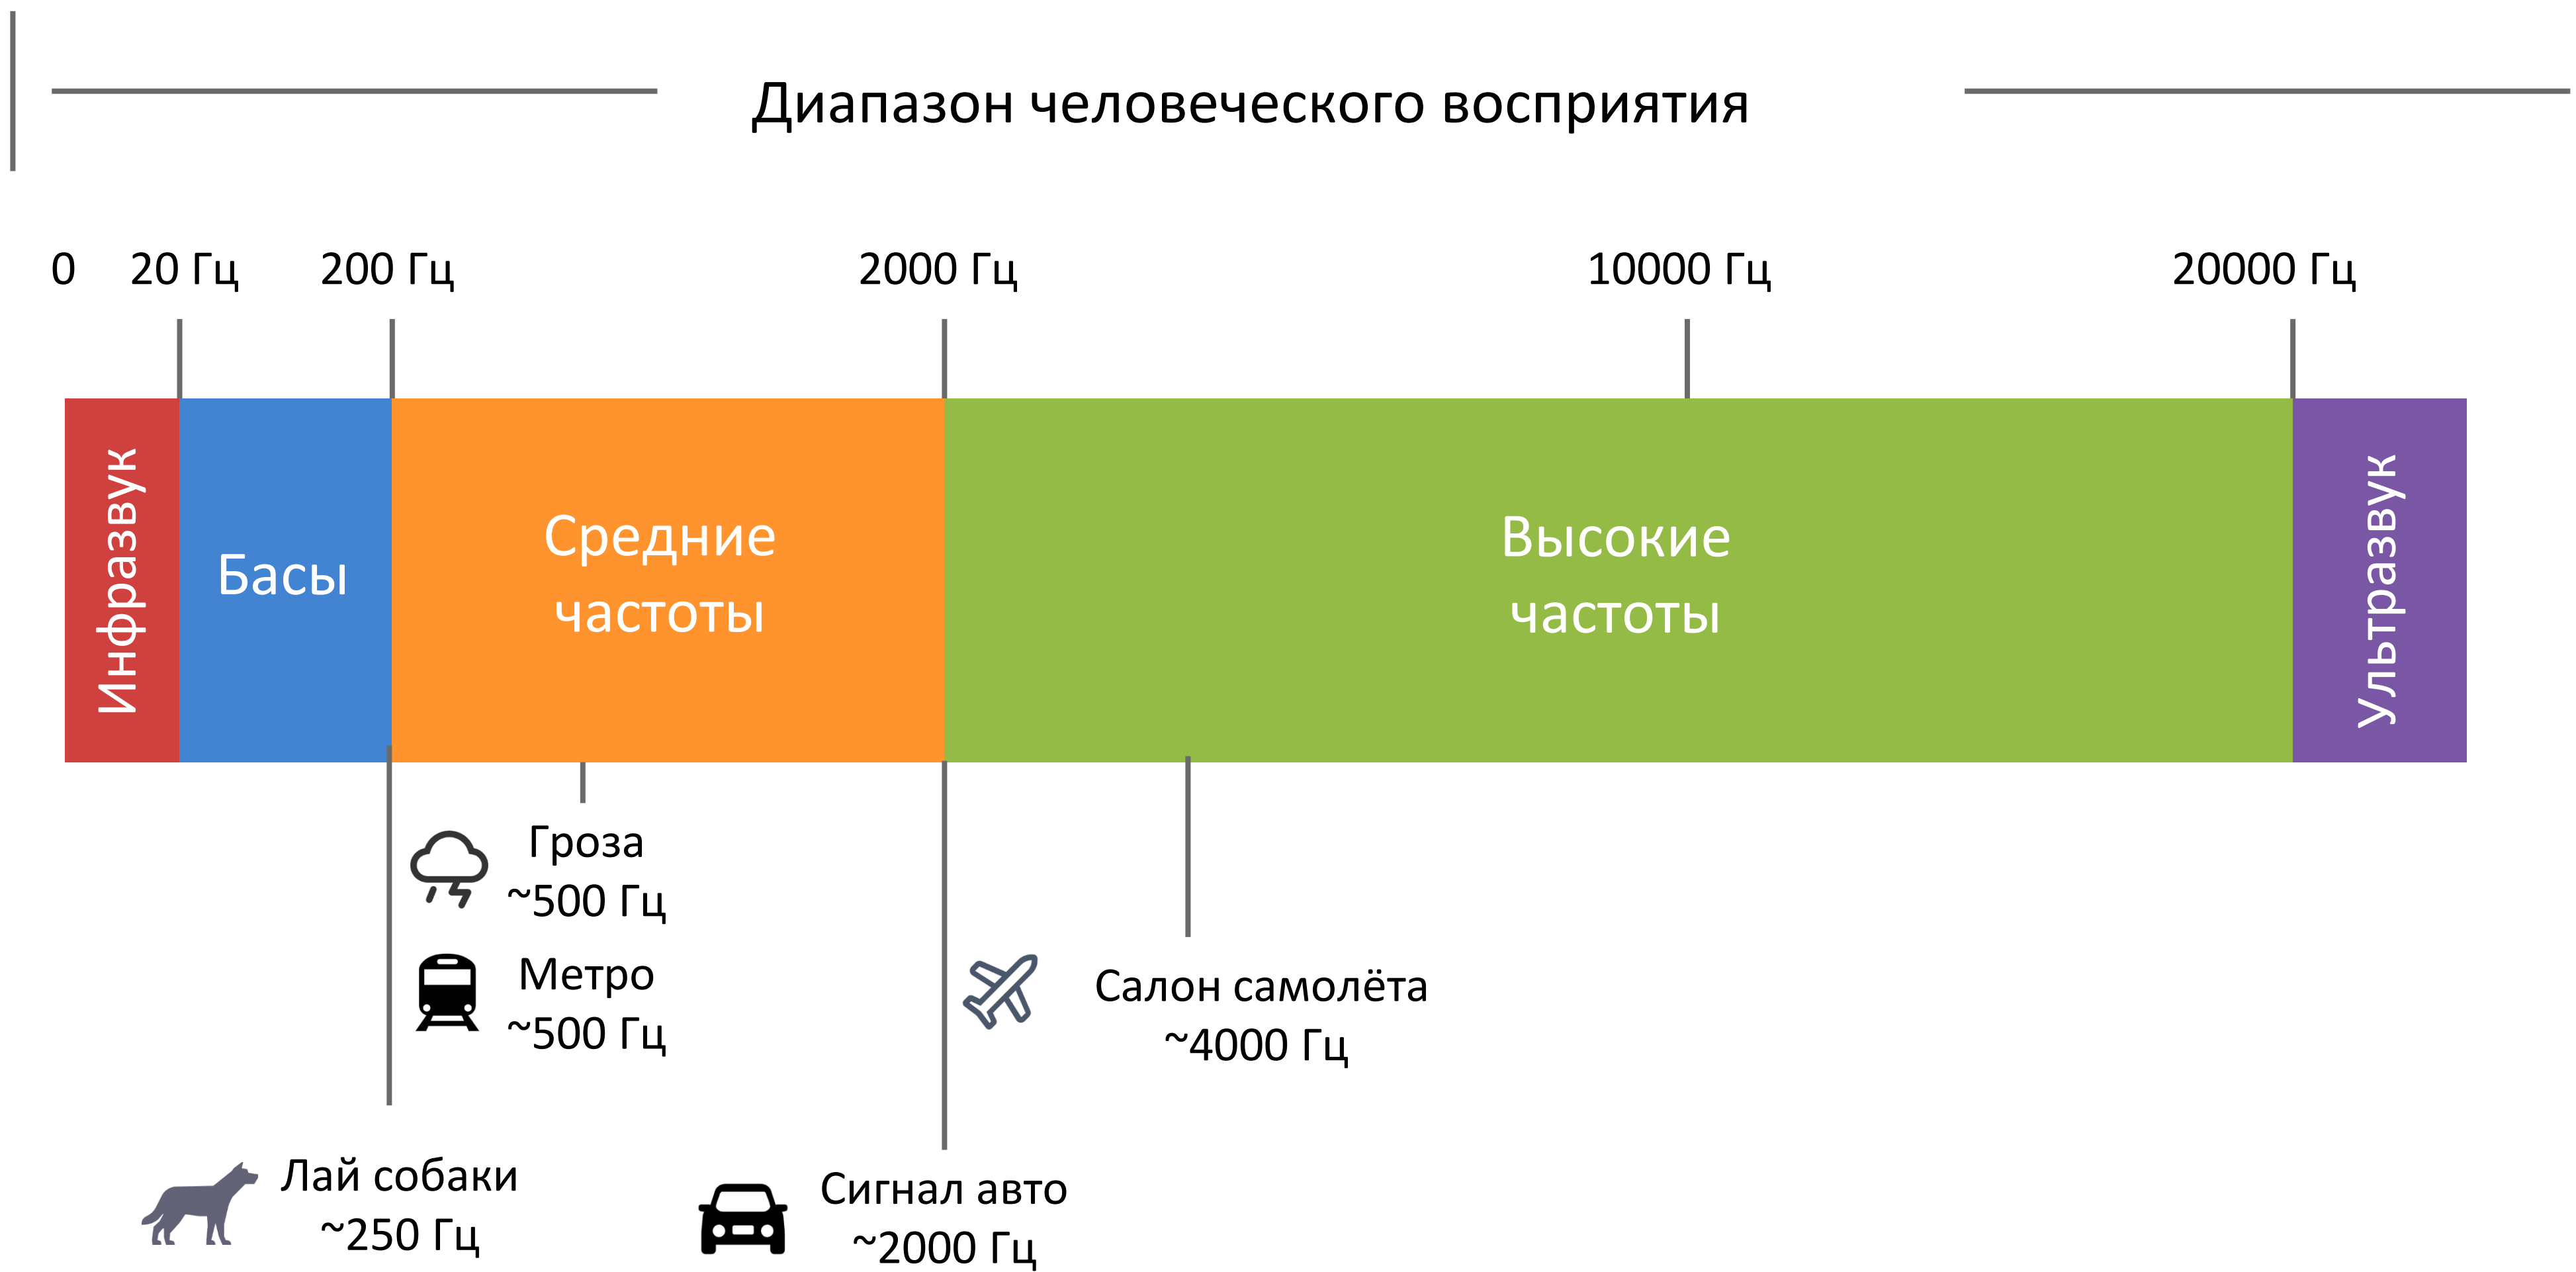 Диапазон человеческого восприятия
0 20 Гц 200 Гц 2000 Гц 10000 Гц 20000 Гц
Инфразвук
Басы
Средние
частоты
Высокие
частоты
Ультразвук
Гроза
~500 Гц
Метро
~500 Гц
Салон самолёта
~4000 Гц
Лай собаки
~250 Гц
Сигнал авто
~2000 Гц